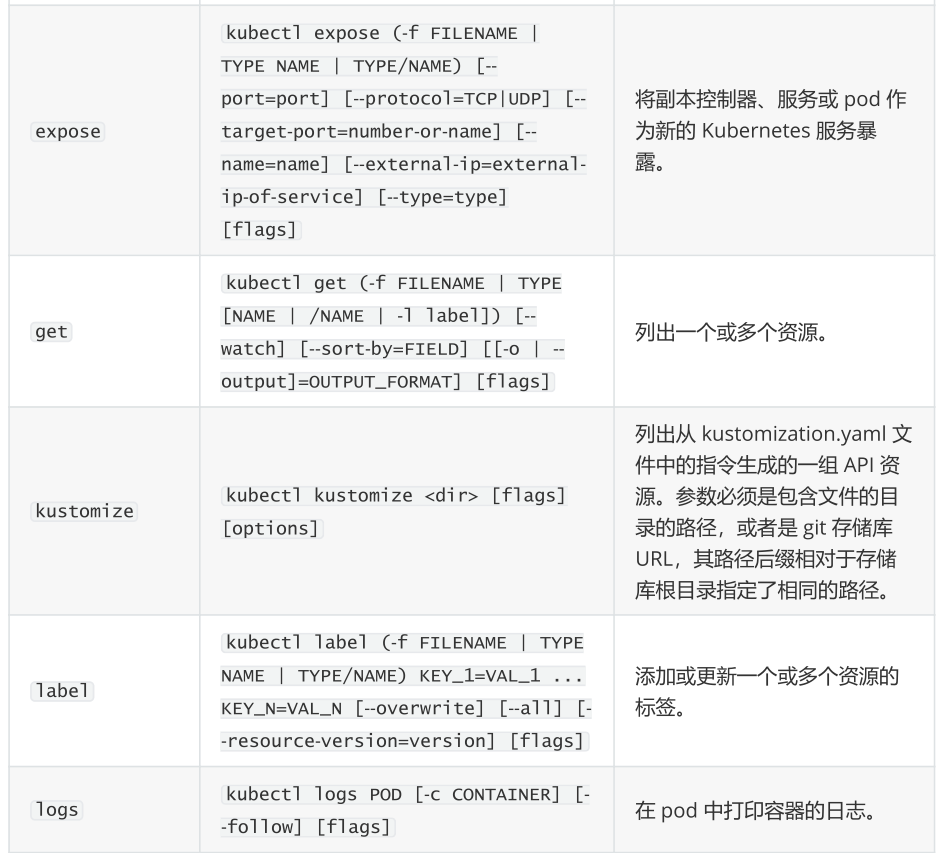 expose
kubectl expose (-f FILENAME |
TYPE NAME | TYPE/NAME) [--
port=port] [--protocol=TCP|UDP] [--
target-port=number-or-name] [--
name=name] [--external-ip=external-
ip-of-service] [--type=type]
[flags]
将副本控制器、服务或 pod 作
为新的 Kubernetes 服务暴
露。
get
kubectl get (-f FILENAME | TYPE
[NAME | /NAME | -l label]) [--
watch] [--sort-by=FIELD] [[-o | --
output]=OUTPUT_FORMAT] [flags]
列出一个或多个资源。
kustomize
kubectl kustomize <dir> [flags]
[options]
列出从 kustomization.yaml 文
件中的指令生成的一组 API 资
源。参数必须是包含文件的目
录的路径，或者是 git 存储库
URL，其路径后缀相对于存储
库根目录指定了相同的路径。
label
kubectl label (-f FILENAME | TYPE
NAME | TYPE/NAME) KEY_1=VAL_1 ...
KEY_N=VAL_N [--overwrite] [--all] [-
-resource-version=version] [flags]
添加或更新一个或多个资源的
标签。
logs
kubectl logs POD [-c CONTAINER] [-
-follow] [flags]
在 pod 中打印容器的日志。